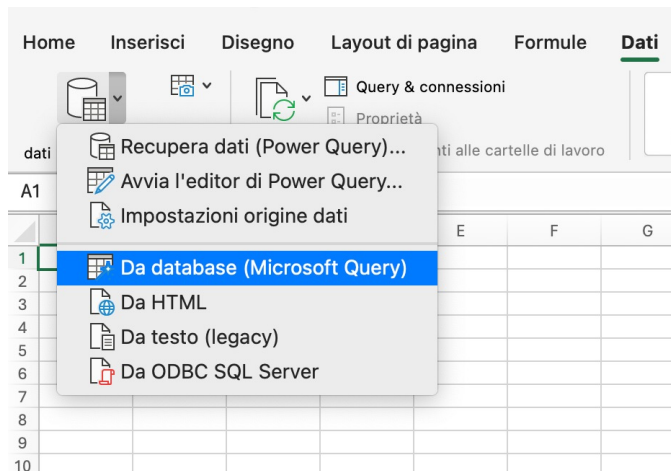 Home Inserisci Disegno Layout di pagina Formule Dati
Query & connessioni
Proprietà
dati
nti alle cartelle di lavoro
Recupera dati (Power Query)...
Avvia l'editor di Power Query...
Impostazioni origine dati
Da database (Microsoft Query)
Da HTML
Da testo (legacy)
Da ODBC SQL Server
A1
E F G
1
2
3
4
5
6
7
8
9
10